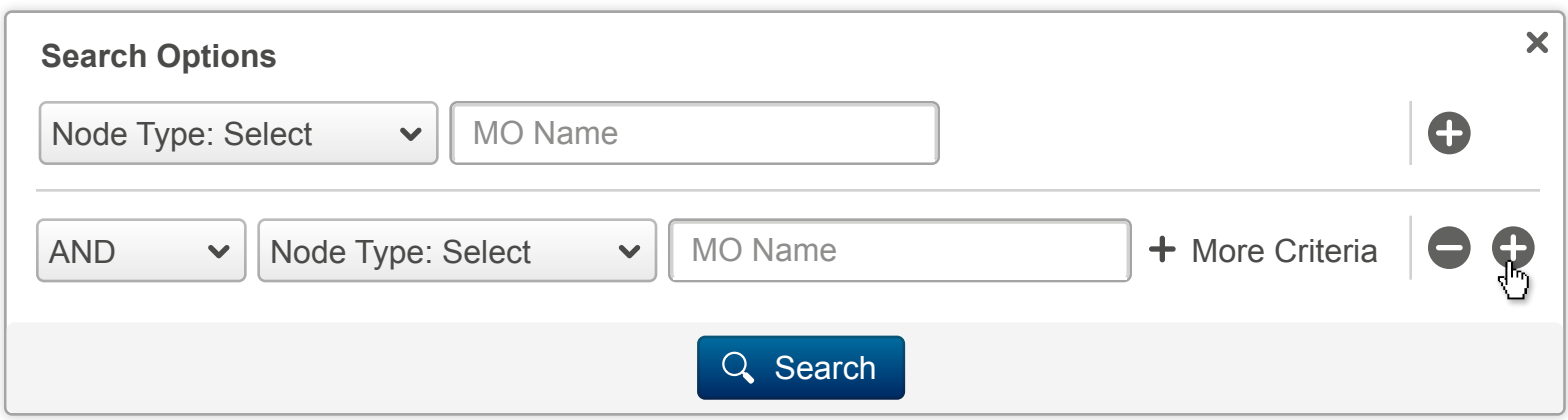 Search Options
Node Type: Select MO Name
AND Node Type: Select MO Name More Criteria
Search